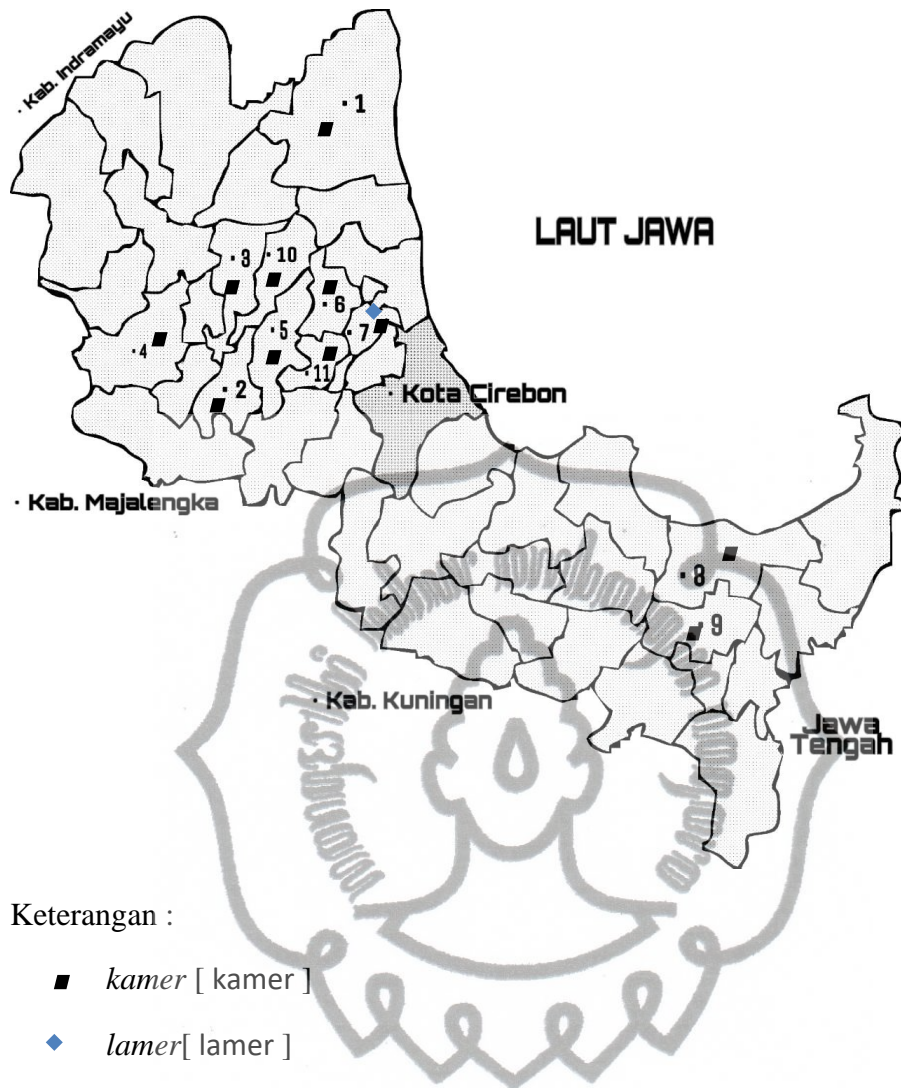 · Kab. Indramayu
· 1
LAUT JAWA
· 3
· 10
· 6
· 5
· 7
· 4
· 11
· 2
· Kota Cirebon
· Kab. Majalengka
· 8
· 9
· Kab. Kuningan
Jawa
Tengah
Keterangan :
kamer [ kamer ]
lamer[ lamer ]